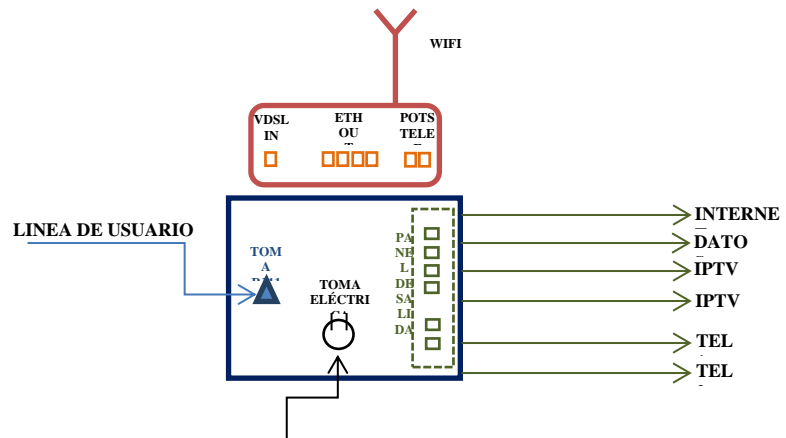 WIFI
VDSL
IN
ETH
OU
POTS
TELE
LINEA DE USUARIO
TOM
A
TOMA
ELÉCTRI
PA
NE
L
DE
SA
LI
DA
INTERNE
DATO
IPTV
IPTV
TEL
TEL